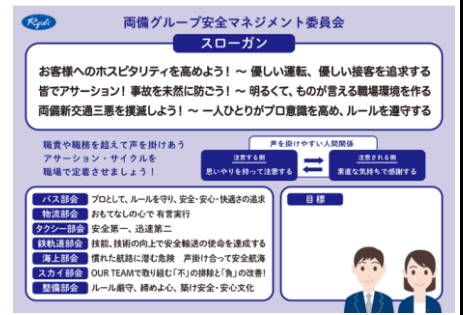 Ryobi
両備グループ安全マネジメント委員会
スローガン
お客様へのホスピタリティを高めよう！ ～ 優しい運転、優しい接客を追求する
皆でアサーション！ 事故を未然に防ごう！ ～ 明るくて、ものが言える職場環境を作る
両備新交通三悪を撲滅しよう！ ～ 一人ひとりがプロ意識を高め、ルールを遵守する
職責や職務を超えて声を掛けあう
アサーション・サイクルを
職場で定着させましょう！
声を掛けやすい人間関係
注意する側
思いやりを持って注意する
注意される側
素直な気持ちで感謝する
バス部会 プロとして、ルールを守り、安全・安心・快適さの追求
物流部会 おもてなしの心で 有言実行
タクシー部会 安全第一、迅速第二
鉄軌道部会 技能、技術の向上で安全輸送の使命を達成する
海上部会 慣れた航路に潜む危険 声掛け合って安全航海
スカイ部会 OUR TEAMで取り組む「不」の排除と「負」の改善！
整備部会 ルール厳守、締めよ心、築け安全・安心文化
目標